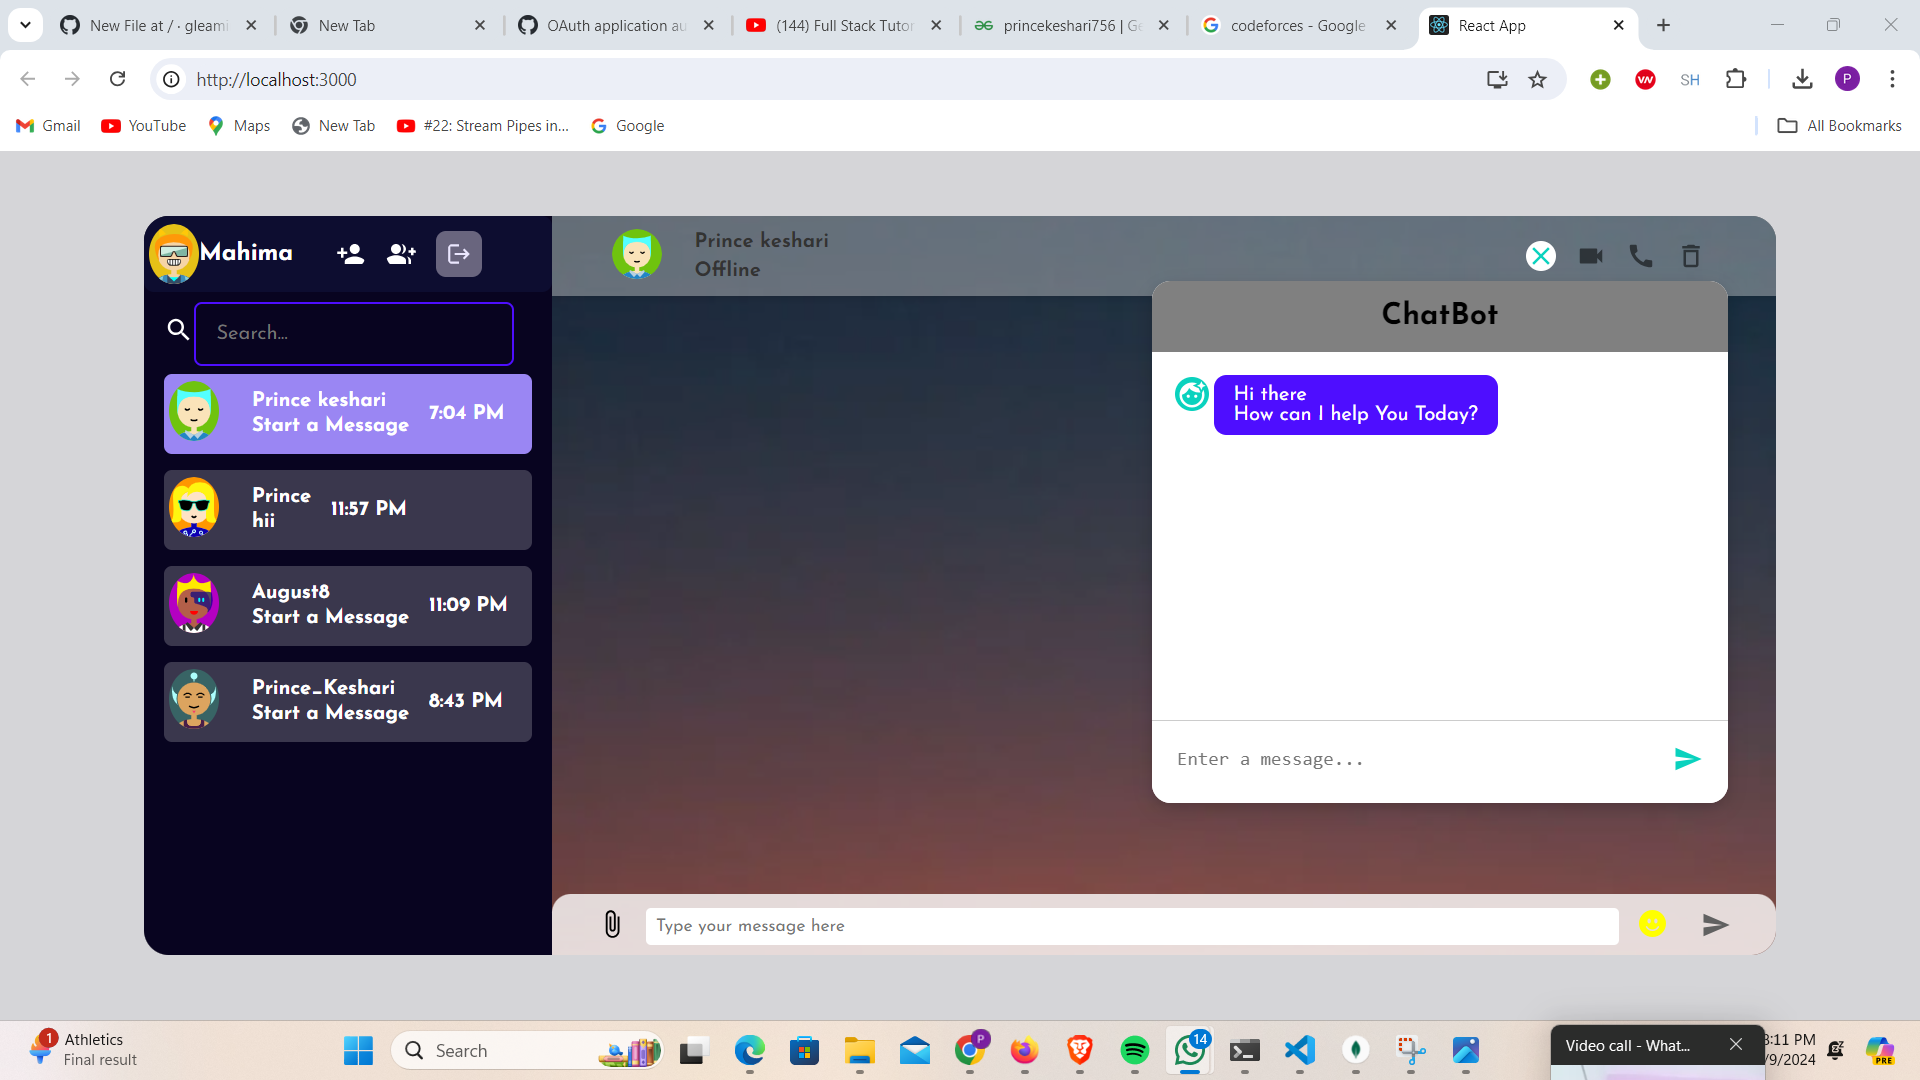 New File at / · gleami
New Tab
OAuth application au
(144) Full Stack Tutor
princekeshari756 | Ge
codeforces - Google
React App
http://localhost:3000
SH
P
Gmail
YouTube
Maps
New Tab
#22: Stream Pipes in...
Google
All Bookmarks
Mahima
Search...
Prince keshari
Start a Message
7:04 PM
Prince
hii
11:57 PM
August8
Start a Message
11:09 PM
Prince_Keshari
Start a Message
8:43 PM
Prince keshari
Offline
ChatBot
Hi there
How can I help You Today?
Enter a message...
Type your message here
1
Athletics
Final result
Search
P
14
Video call - What...
:11 PM
/9/2024
PRE